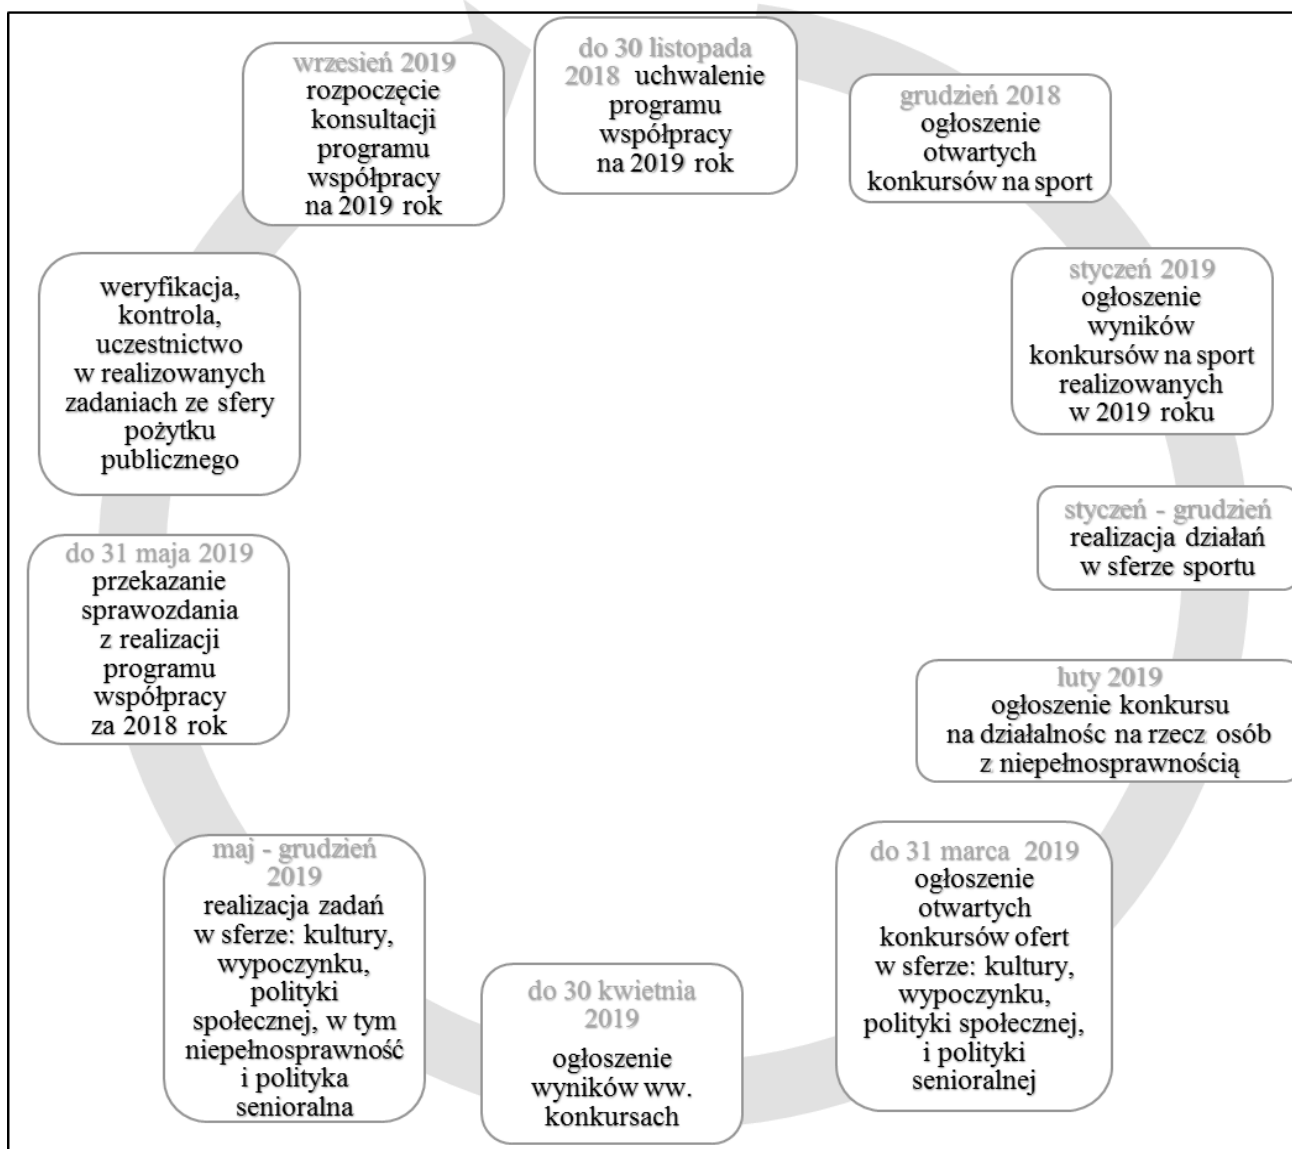 do 30 listopada
2018 uchwalenie
programu
współpracy
na 2019 rok
grudzień 2018
ogłoszenie
otwartych
konkursów na sport
styczeń 2019
ogłoszenie
wyników
konkursów na sport
realizowanych
w 2019 roku
styczeń - grudzień
realizacja działań
w sferze sportu
luty 2019
ogłoszenie konkursu
na działalnośc na rzecz osób
z niepełnosprawnością
do 31 marca 2019
ogłoszenie
otwartych
konkursów ofert
w sferze: kultury,
wypoczynku,
polityki społecznej,
i polityki
senioralnej
do 30 kwietnia
2019
ogłoszenie
wyników ww.
konkursach
maj - grudzień
2019
realizacja zadań
w sferze: kultury,
wypoczynku,
polityki
społecznej, w tym
niepełnosprawność
i polityka
senioralna
do 31 maja 2019
przekazanie
sprawozdania
z realizacji
programu
współpracy
za 2018 rok
weryfikacja,
kontrola,
uczestnictwo
w realizowanych
zadaniach ze sfery
pożytku
publicznego
wrzesień 2019
rozpoczęcie
konsultacji
programu
współpracy
na 2019 rok